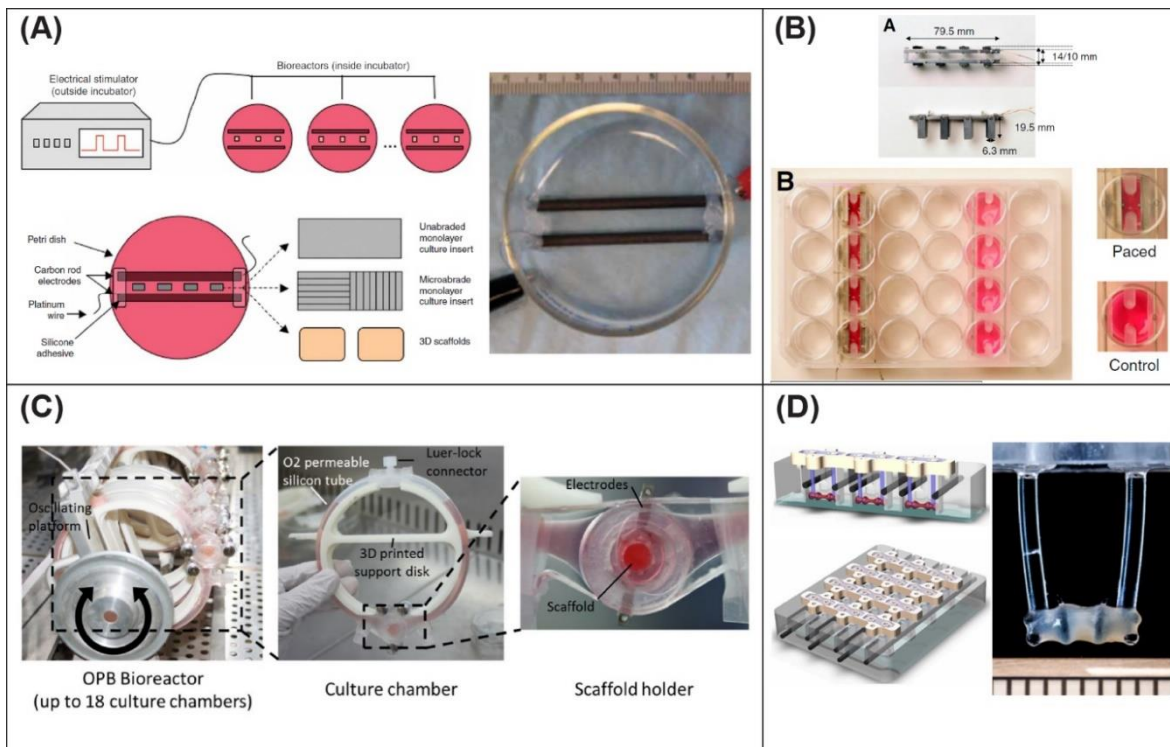 (A)
Electrical stimulator
(outside incubator)
Bioreactors (inside incubator)
...
Petri dish
Carbon rod
electrodes
Platinum
wire
Silicone
adhesive
Unabraded
monolayer
culture insert
Microabrade
monolayer
culture insert
3D scaffolds
(B)
A
79.5 mm
14/10 mm
19.5 mm
6.3 mm
B
Paced
Control
(C)
Oscillating
platform
OPB Bioreactor
(up to 18 culture chambers)
O2 permeable
silicon tube
Luer-lock
connector
3D printed
support disk
Culture chamber
Electrodes
Scaffold
Scaffold holder
(D)